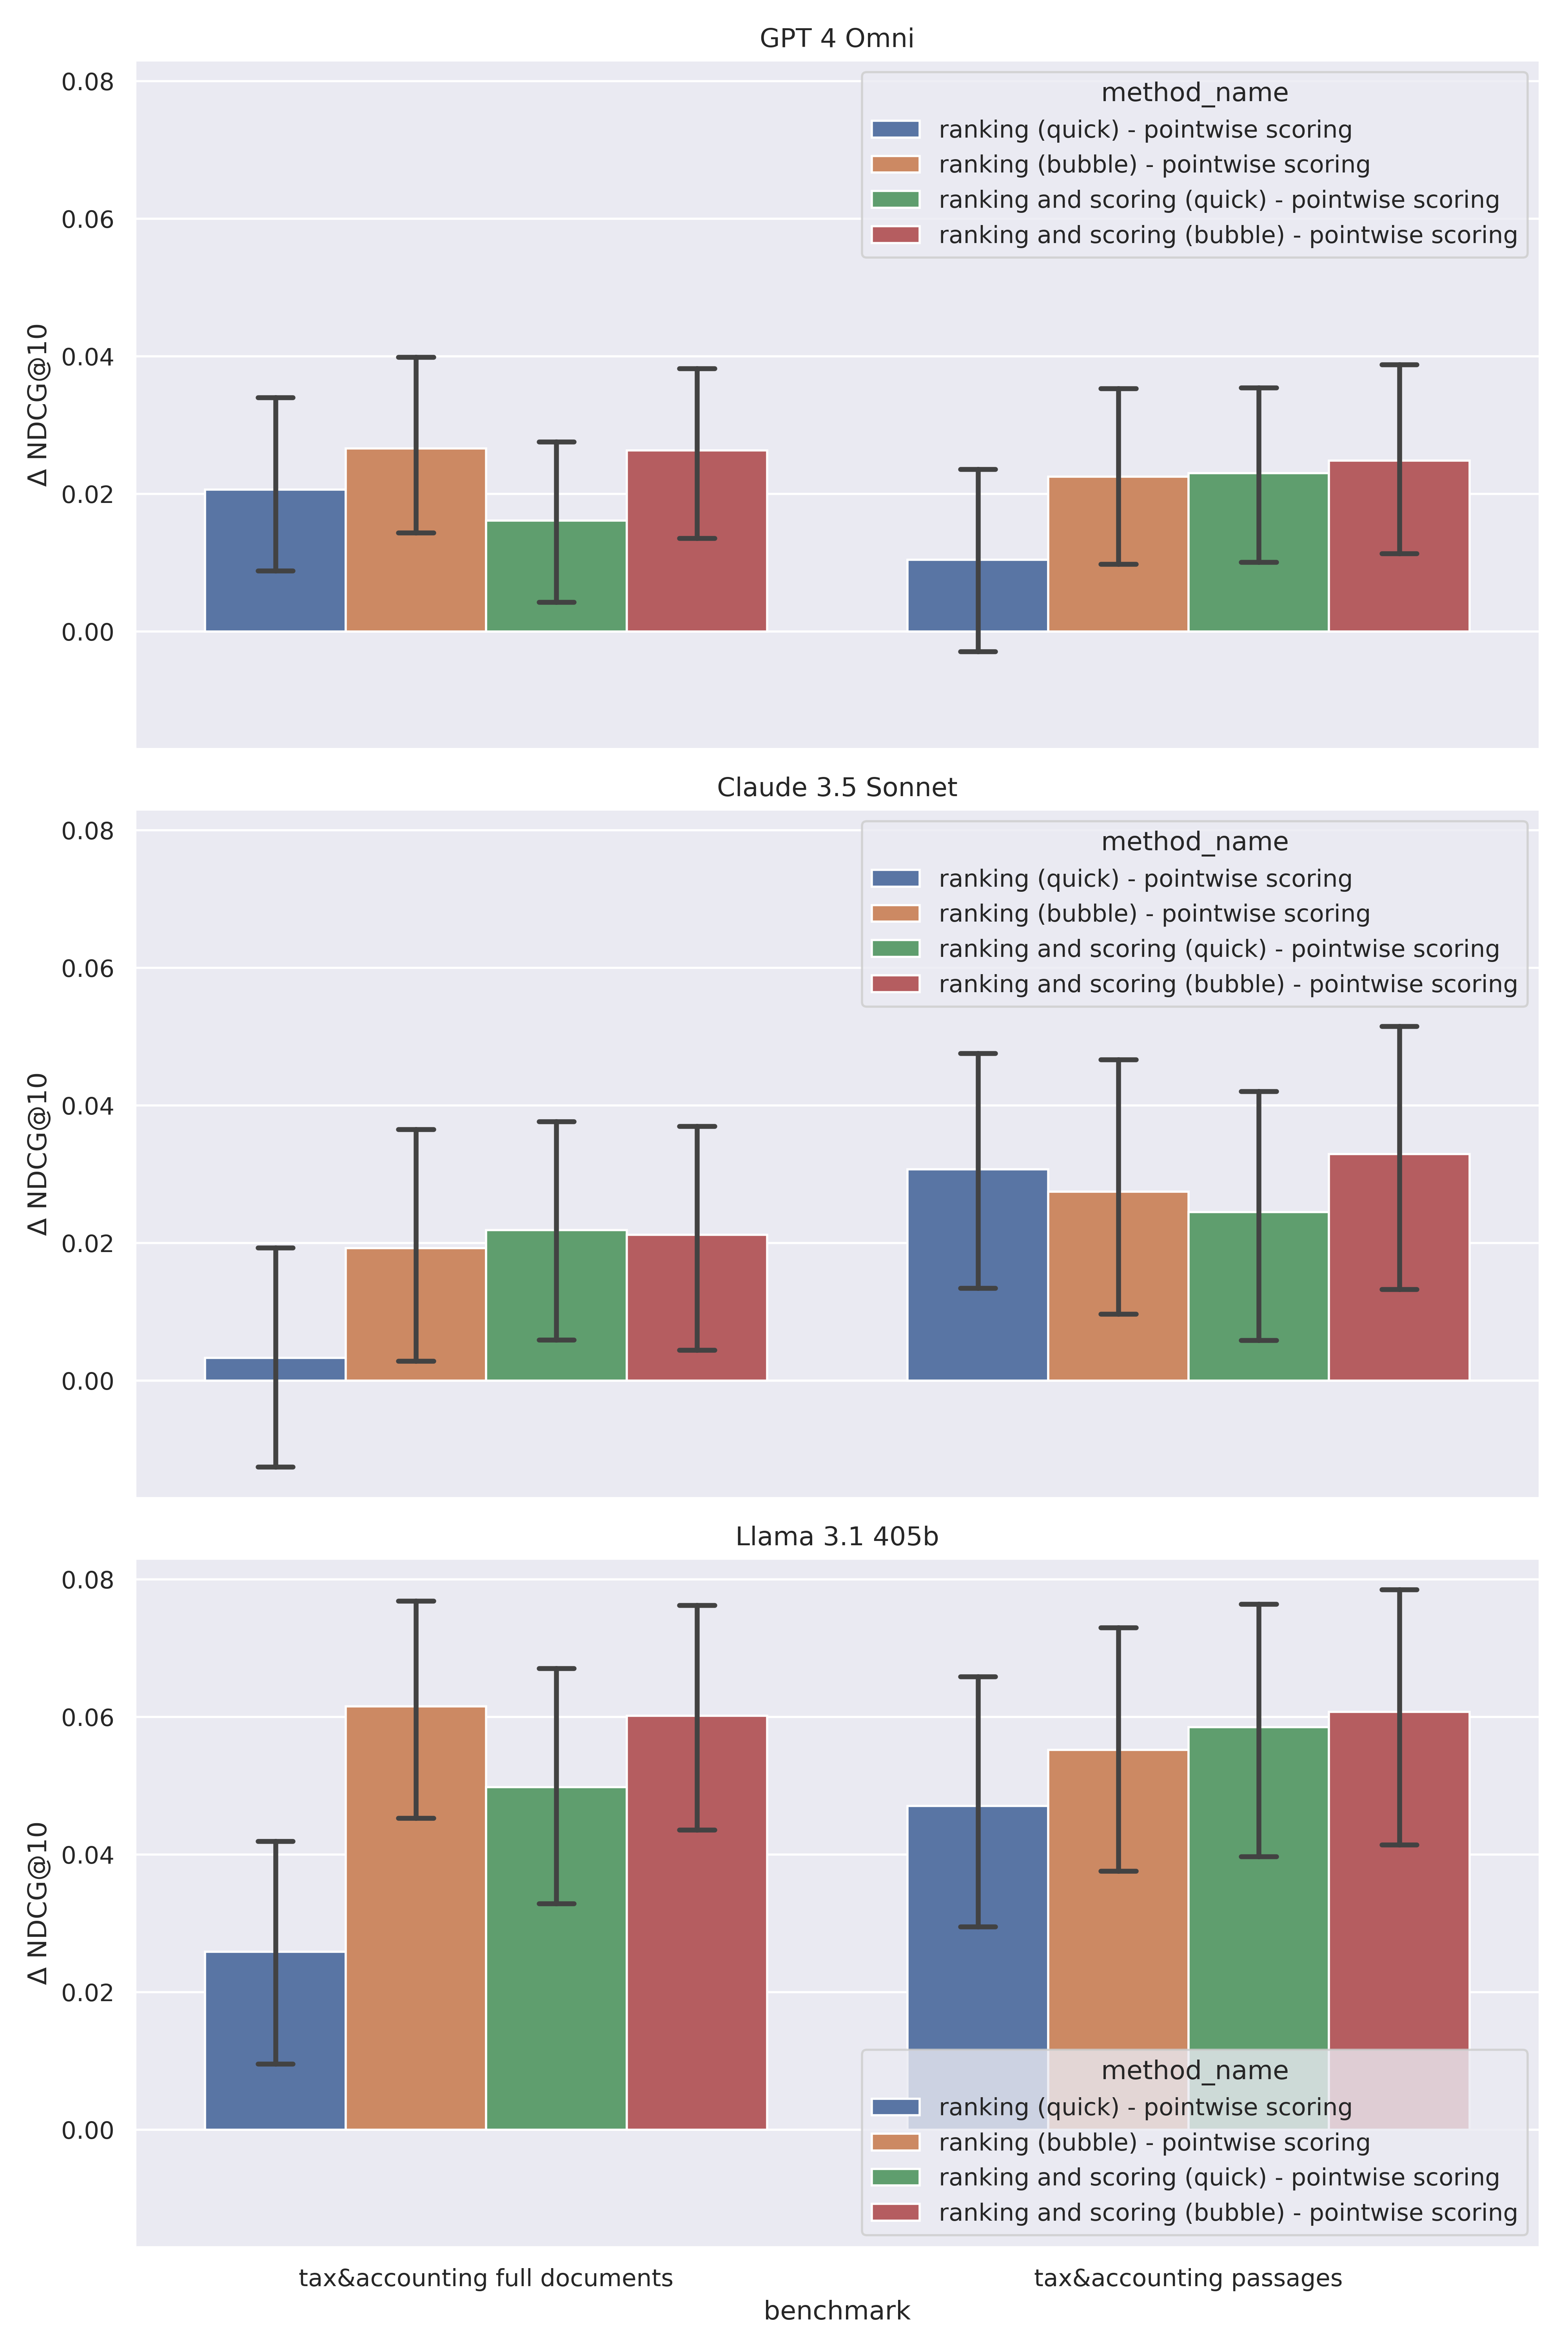 GPT 4 Omni
0.08
0.06
0.04
0.02
0.00
Δ NDCG@10
method_name
ranking (quick) - pointwise scoring
ranking (bubble) - pointwise scoring
ranking and scoring (quick) - pointwise scoring
ranking and scoring (bubble) - pointwise scoring
Claude 3.5 Sonnet
0.08
0.06
0.04
0.02
0.00
Δ NDCG@10
method_name
ranking (quick) - pointwise scoring
ranking (bubble) - pointwise scoring
ranking and scoring (quick) - pointwise scoring
ranking and scoring (bubble) - pointwise scoring
Llama 3.1 405b
0.08
0.06
0.04
0.02
0.00
Δ NDCG@10
method_name
ranking (quick) - pointwise scoring
ranking (bubble) - pointwise scoring
ranking and scoring (quick) - pointwise scoring
ranking and scoring (bubble) - pointwise scoring
tax&accounting full documents
tax&accounting passages
benchmark